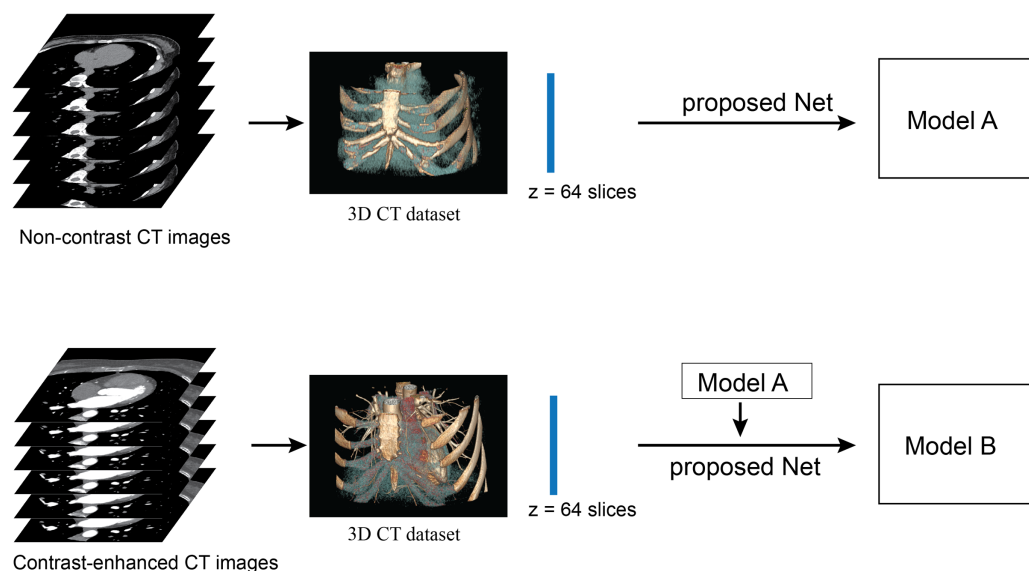 proposed Net
Model A
z = 64 slices
3D CT dataset
Non-contrast CT images
Model A
proposed Net
Model B
z = 64 slices
3D CT dataset
Contrast-enhanced CT images